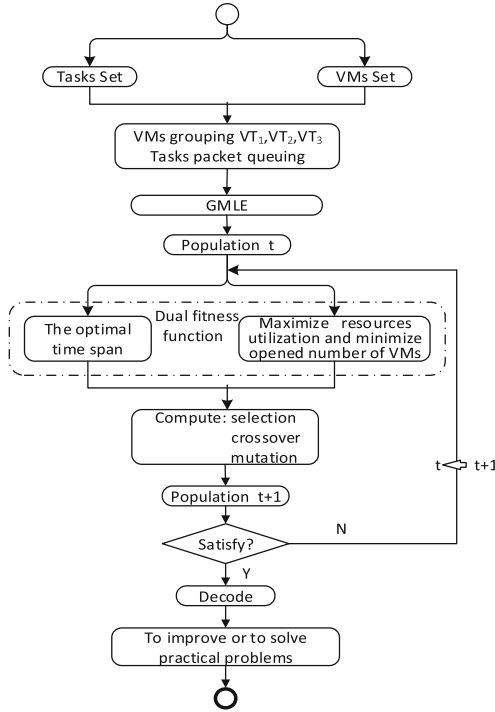 Tasks Set
VMs Set
VMs grouping VT₁,VT₂,VT₃
Tasks packet queuing
GMLE
Population t
The optimal
time span
Dual fitness
function
Maximize resources
utilization and minimize
opened number of VMs
Compute: selection
crossover
mutation
t
t+1
Population t+1
N
Satisfy?
Y
Decode
To improve or to solve
practical problems